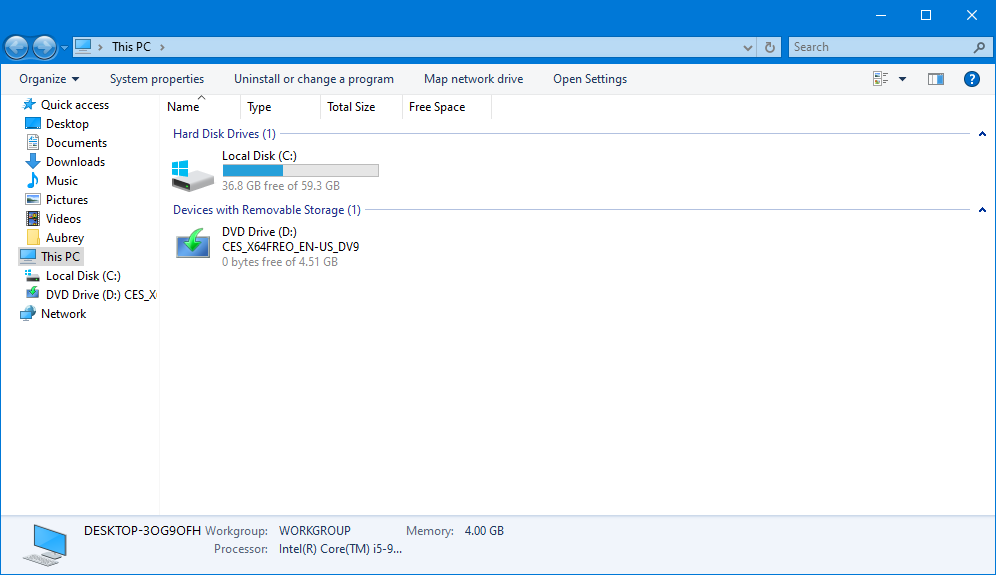 This PC
Search
Organize System properties Uninstall or change a program Map network drive Open Settings
Name Type Total Size Free Space
Quick access
Desktop
Documents
Downloads
Music
Pictures
Videos
Aubrey
This PC
Local Disk (C:)
DVD Drive (D:) CES_X
Network
Hard Disk Drives (1)
Local Disk (C:)
36.8 GB free of 59.3 GB
Devices with Removable Storage (1)
DVD Drive (D:)
CES_X64FREO_EN-US_DV9
0 bytes free of 4.51 GB
DESKTOP-3OG9OFH Workgroup: WORKGROUP Memory: 4.00 GB
Processor: Intel(R) Core(TM) i5-9...